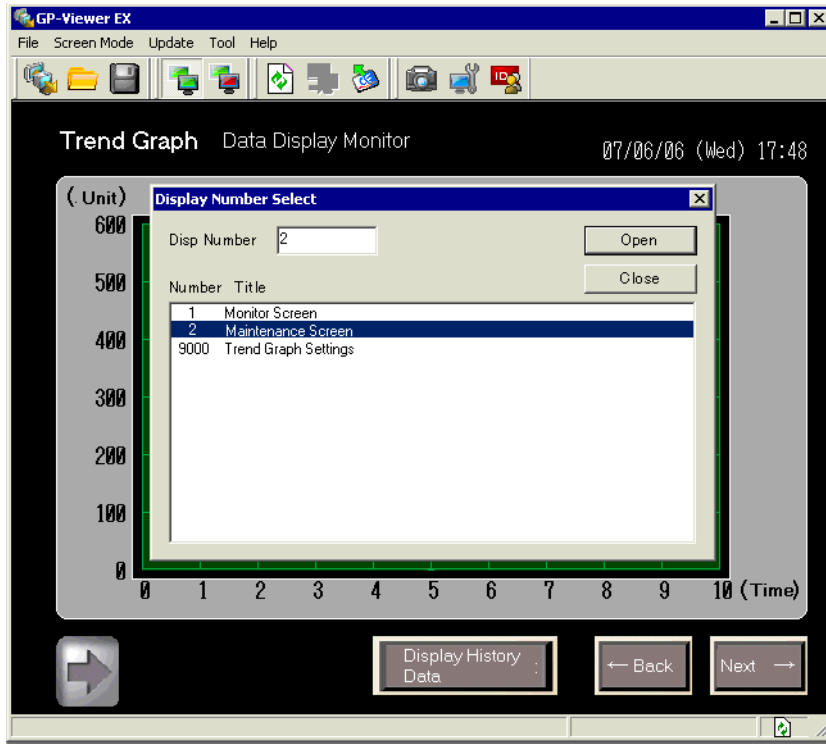 GP-Viewer EX
File Screen Mode Update Tool Help
ID
Trend Graph Data Display Monitor
07/06/06 (Wed) 17:48
(.Unit)
Display Number Select
Disp Number 2
Open
Close
Number Title
1 Monitor Screen
2 Maintenance Screen
9000 Trend Graph Settings
600
500
400
300
200
100
0
0 1 2 3 4 5 6 7 8 9 10 (Time)
Display History :
Data
← Back
Next →